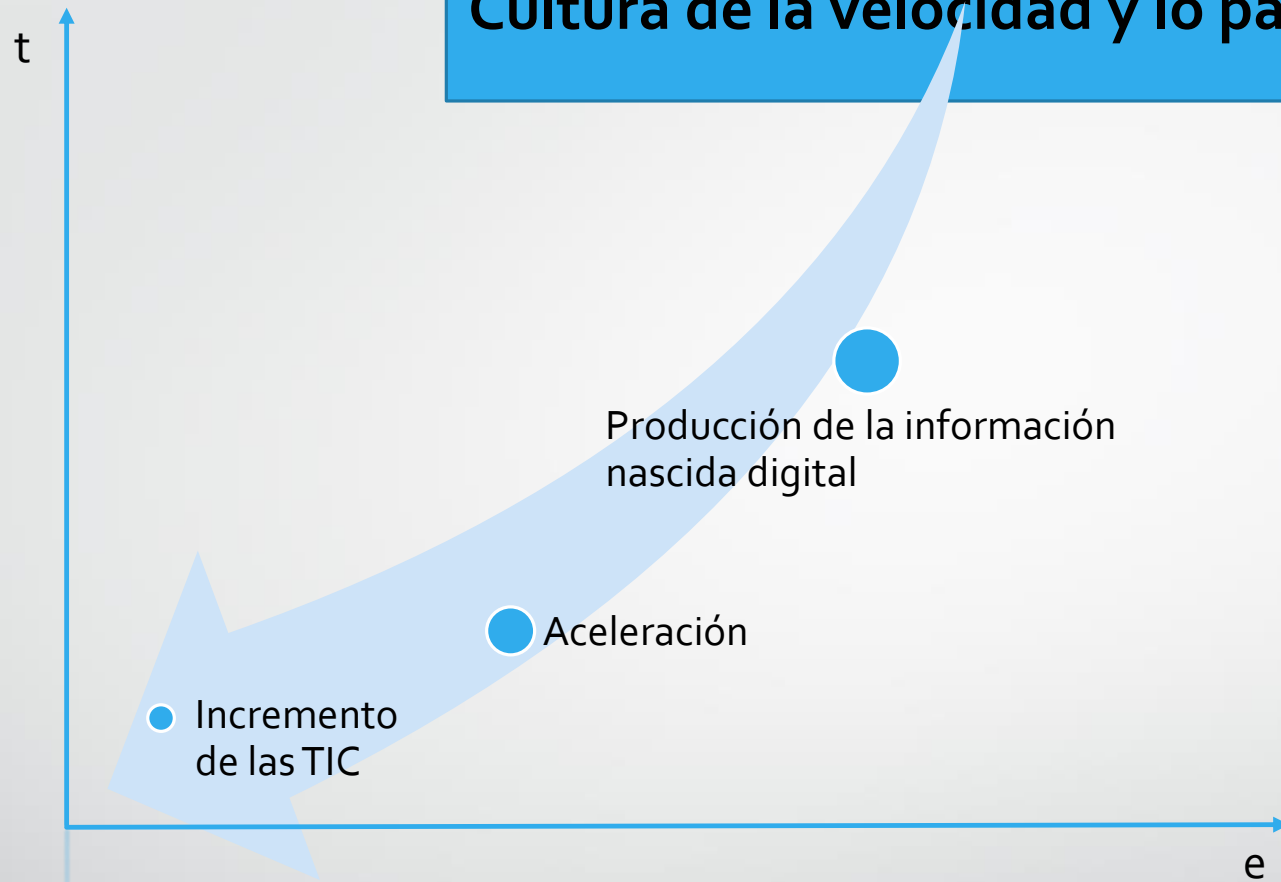 Cultura de la velocidad y lo
t
Producción de la información
nascida digital
Aceleración
Incremento
de las TIC
e